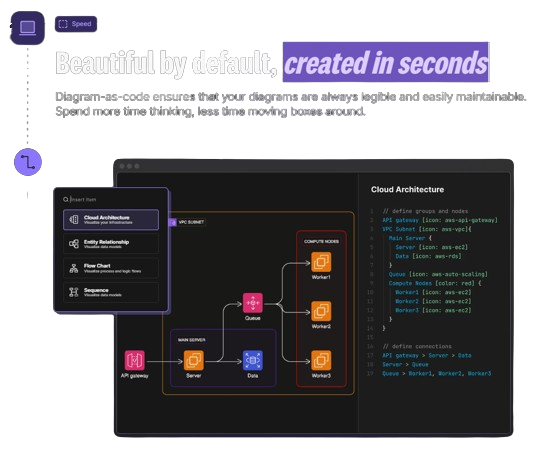 Speed
Beautiful by default, created in seconds
Diagram-as-code ensures that your diagrams are always legible and easily maintainable.
Spend more time thinking, less time moving boxes around.
Insert from
Cloud Architecture
Visualize your infrastructure
Entity Relationship
Visualize data models
Flow Chart
Visualize process and logic flows
Sequence
Visualize data models
VPC SUBNET
COMPUTE NODES
Worker1
Worker2
Worker3
Queue
MAIN SERVER
API gateway
Server
Data
Cloud Architecture
1 // define groups and nodes
2 API gateway [icon: aws-api-gateway]
3 VPC Subnet [icon: aws-vpc]{
4 Main Server {
5 Server [icon: aws-ec2]
6 Data [icon: aws-rds]
7 }
8 Queue [icon: aws-auto-scaling]
9 Compute Nodes [color: red] {
10 Worker1 [icon: aws-ec2]
11 Worker2 [icon: aws-ec2]
12 Worker3 [icon: aws-ec2]
13 }
14 }
15
16 // define connections
17 API gateway > Server > Data
18 Server > Queue
19 Queue > Worker1, Worker2, Worker3